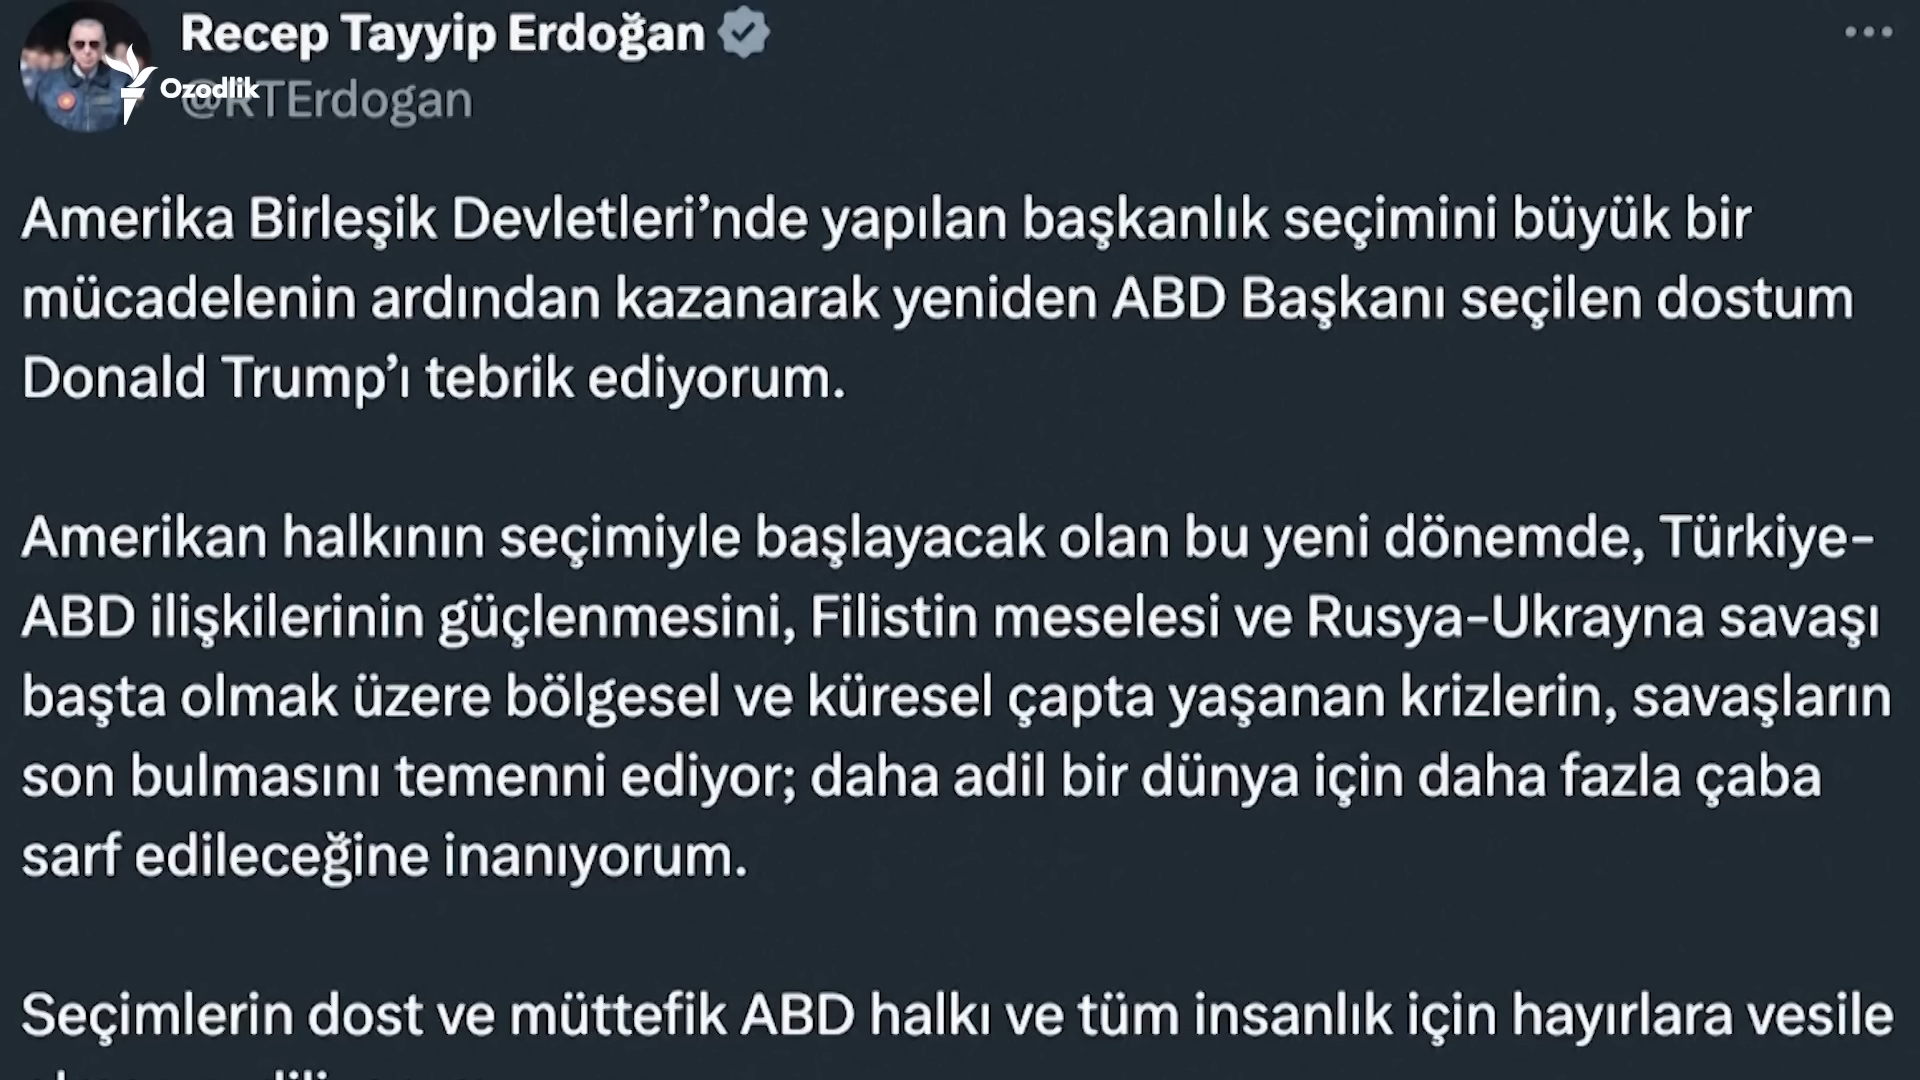 Recep Tayyip Erdoğan
Ozodlik
@RTErdogan
Amerika Birleşik Devletleri’nde yapılan başkanlık seçimini büyük bir
mücadelenin ardından kazanarak yeniden ABD Başkanı seçilen dostum
Donald Trump’ı tebrik ediyorum.
Amerikan halkının seçimiyle başlayacak olan bu yeni dönemde, Türkiye-
ABD ilişkilerinin güçlenmesini, Filistin meselesi ve Rusya-Ukrayna savaşı
başta olmak üzere bölgesel ve küresel çapta yaşanan krizlerin, savaşların
son bulmasını temenni ediyor; daha adil bir dünya için daha fazla çaba
sarf edileceğine inanıyorum.
Seçimlerin dost ve müttefik ABD halkı ve tüm insanlık için hayırlara vesile